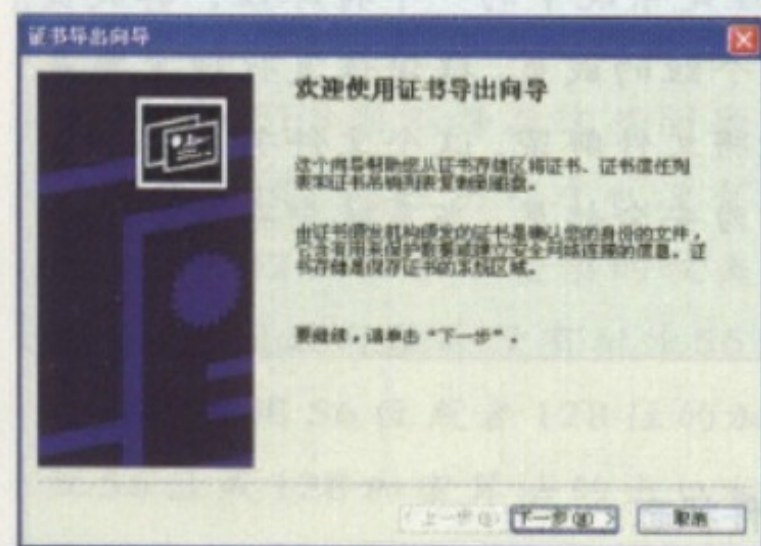 证书导出向导
欢迎使用证书导出向导
这个向导帮助您从证书存储区将证书、证书信任列
表和证书吊销列表复制到磁盘。
由证书颁发机构颁发的证书是确认您的身份的文件，
它含有用来保护数据或建立安全网络连接的信息。证
书存储是保存证书的系统区域。
要继续，请单击“下一步”。
< 上一步(B) 下一步(N) > 取消